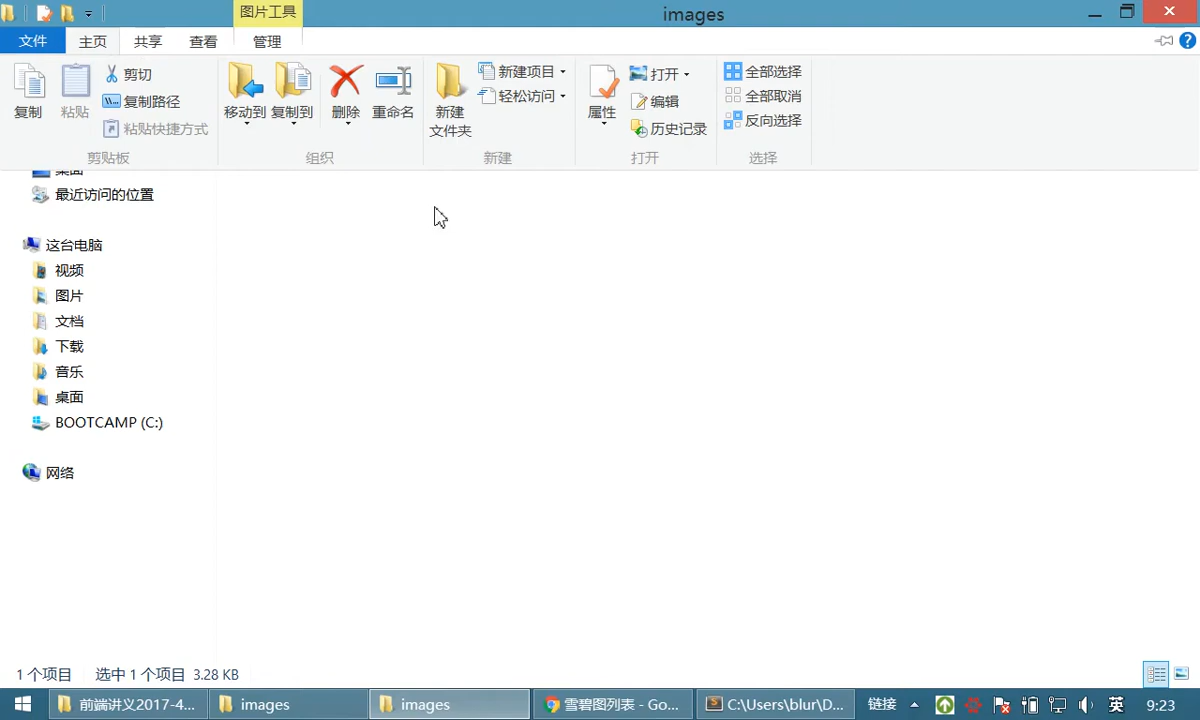 图片工具
images
文件
主页
共享
查看
管理
复制
粘贴
剪切
复制路径
粘贴快捷方式
剪贴板
移动到
复制到
删除
重命名
组织
新建
文件夹
新建项目
轻松访问
新建
属性
打开
编辑
历史记录
打开
全部选择
全部取消
反向选择
选择
桌面
最近访问的位置
这台电脑
视频
图片
文档
下载
音乐
桌面
BOOTCAMP (C:)
网络
1 个项目
选中 1 个项目 3.28 KB
前端讲义2017-4...
images
images
雪碧图列表 - Go...
C:\Users\blur\D...
链接
英
9:23